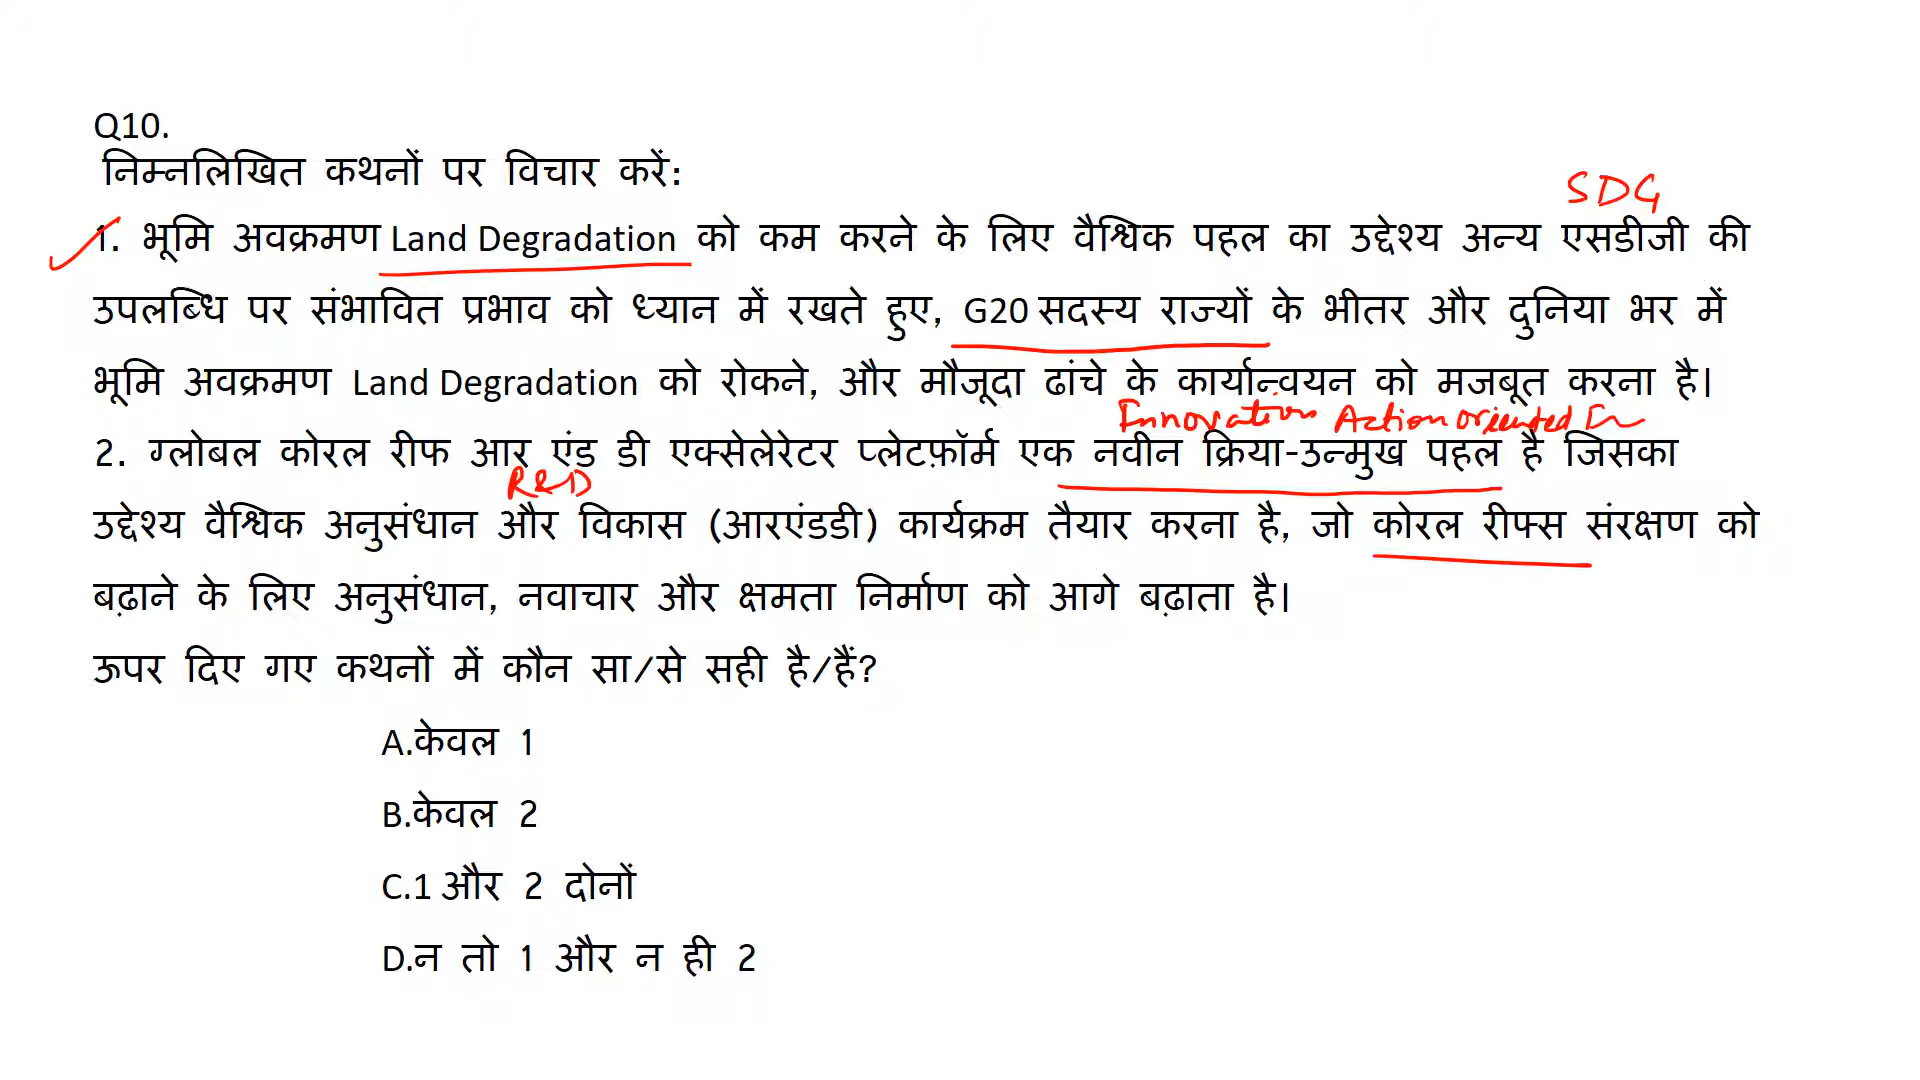 Q10.
निम्नलिखित कथनों पर विचार करें:
SDG
1. भूमि अवक्रमण Land Degradation को कम करने के लिए वैश्विक पहल का उद्देश्य अन्य एसडीजी की
उपलब्धि पर संभावित प्रभाव को ध्यान में रखते हुए, G20 सदस्य राज्यों के भीतर और दुनिया भर में
भूमि अवक्रमण Land Degradation को रोकने, और मौजूदा ढांचे के कार्यान्वयन को मजबूत करना है।
Innovation Action oriented In
2. ग्लोबल कोरल रीफ आर एंड डी एक्सेलेरेटर प्लेटफ़ॉर्म एक नवीन क्रिया-उन्मुख पहल है जिसका
R&D
उद्देश्य वैश्विक अनुसंधान और विकास (आरएंडडी) कार्यक्रम तैयार करना है, जो कोरल रीफ्स संरक्षण को
बढ़ाने के लिए अनुसंधान, नवाचार और क्षमता निर्माण को आगे बढ़ाता है।
ऊपर दिए गए कथनों में कौन सा/से सही है/हैं?
A.केवल 1
B.केवल 2
C.1 और 2 दोनों
D.न तो 1 और न ही 2